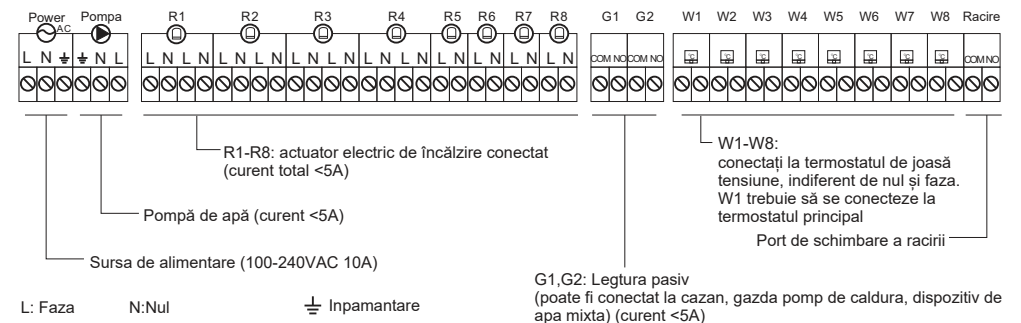 Power Pompa R1 R2 R3 R4 R5 R6 R7 R8 G1 G2 W1 W2 W3 W4 W5 W6 W7 W8 Racire
AC
L N N L L N L N L N L N L N L N L N L N L N L N L N L N COM NO COM NO COM NO
R1-R8: actuator electric de încălzire conectat
(curent total <5A)
Pompă de apă (curent <5A)
Sursa de alimentare (100-240VAC 10A)
L: Faza N:Nul Inpamantare
W1-W8:
conectați la termostatul de joasă
tensiune, indiferent de nul și faza.
W1 trebuie să se conecteze la
termostatul principal
Port de schimbare a racirii
G1,G2: Legtura pasiv
(poate fi conectat la cazan, gazda pomp de caldura, dispozitiv de
apa mixta) (curent <5A)